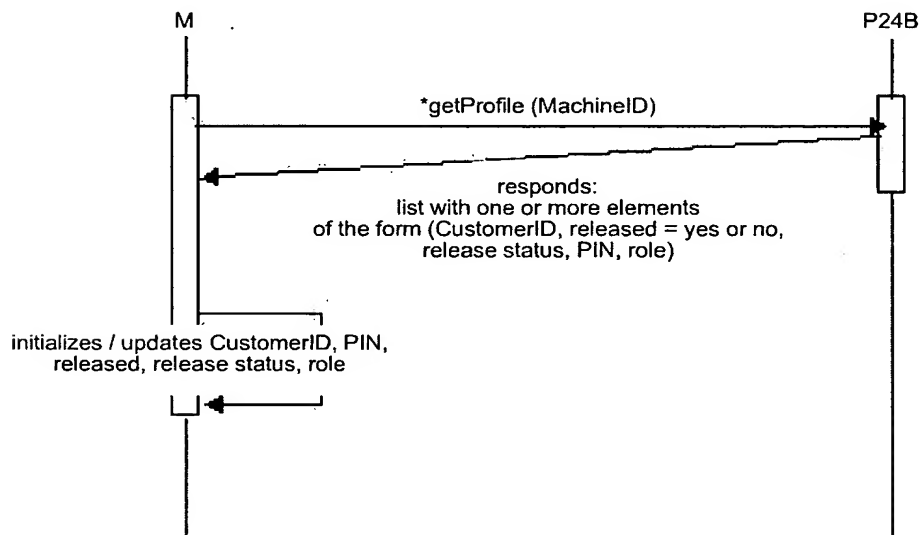 M
P24B
*getProfile (MachineID)
responds:
list with one or more elements
of the form (CustomerID, released = yes or no,
release status, PIN, role)
initializes / updates CustomerID, PIN,
released, release status, role